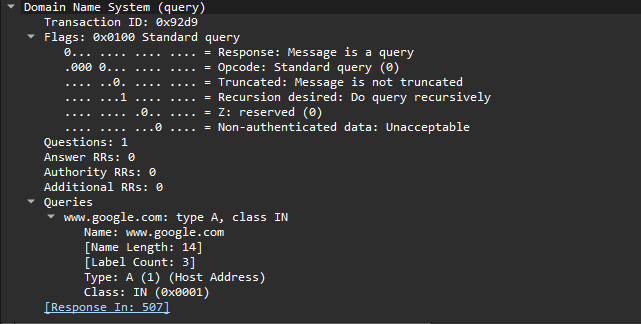 Domain Name System (query)
Transaction ID: 0x92d9
Flags: 0x0100 Standard query
0... .... .... .... = Response: Message is a query
.000 0... .... .... = Opcode: Standard query (0)
.... ..0. .... .... = Truncated: Message is not truncated
.... ...1 .... .... = Recursion desired: Do query recursively
.... .... .0.. .... = Z: reserved (0)
.... .... ...0 .... = Non-authenticated data: Unacceptable
Questions: 1
Answer RRs: 0
Authority RRs: 0
Additional RRs: 0
Queries
www.google.com: type A, class IN
Name: www.google.com
[Name Length: 14]
[Label Count: 3]
Type: A (1) (Host Address)
Class: IN (0x0001)
[Response In: 507]